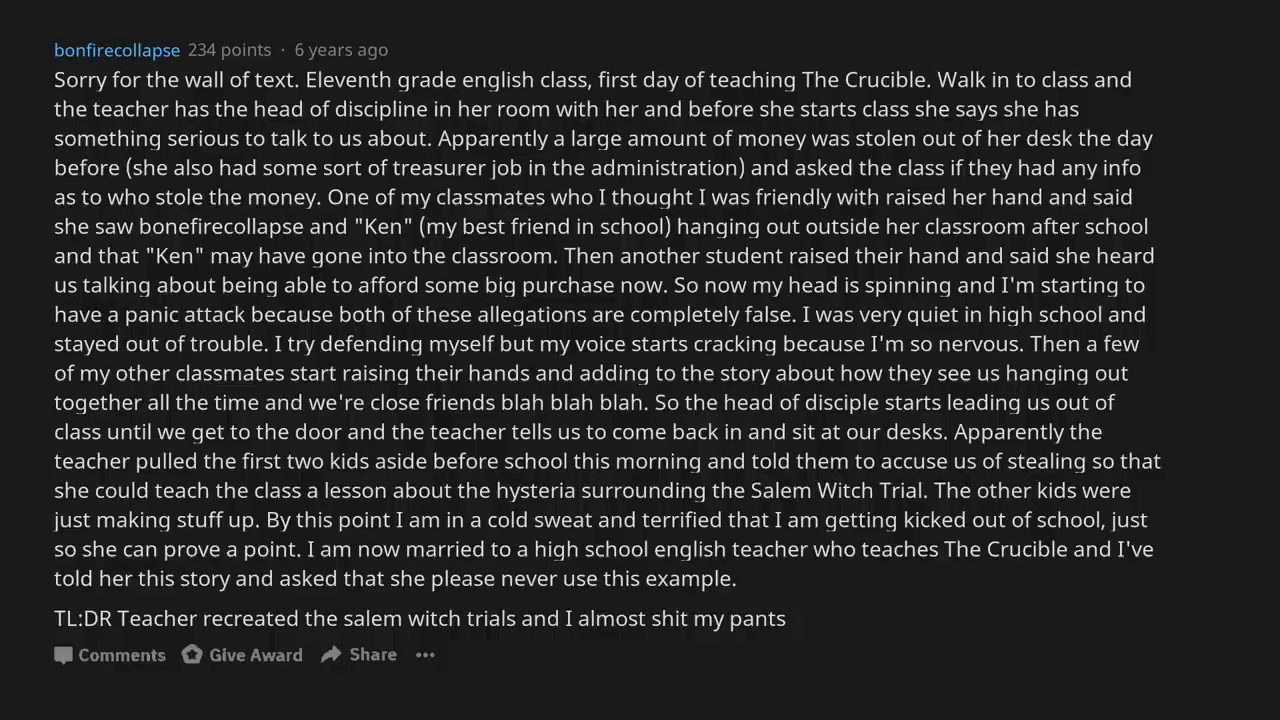 bonfirecollapse 234 points · 6 years ago
Sorry for the wall of text. Eleventh grade english class, first day of teaching The Crucible. Walk in to class and
the teacher has the head of discipline in her room with her and before she starts class she says she has
something serious to talk to us about. Apparently a large amount of money was stolen out of her desk the day
before (she also had some sort of treasurer job in the administration) and asked the class if they had any info
as to who stole the money. One of my classmates who I thought I was friendly with raised her hand and said
she saw bonefirecollapse and "Ken" (my best friend in school) hanging out outside her classroom after school
and that "Ken" may have gone into the classroom. Then another student raised their hand and said she heard
us talking about being able to afford some big purchase now. So now my head is spinning and I'm starting to
have a panic attack because both of these allegations are completely false. I was very quiet in high school and
stayed out of trouble. I try defending myself but my voice starts cracking because I'm so nervous. Then a few
of my other classmates start raising their hands and adding to the story about how they see us hanging out
together all the time and we're close friends blah blah blah. So the head of disciple starts leading us out of
class until we get to the door and the teacher tells us to come back in and sit at our desks. Apparently the
teacher pulled the first two kids aside before school this morning and told them to accuse us of stealing so that
she could teach the class a lesson about the hysteria surrounding the Salem Witch Trial. The other kids were
just making stuff up. By this point I am in a cold sweat and terrified that I am getting kicked out of school, just
so she can prove a point. I am now married to a high school english teacher who teaches The Crucible and I've
told her this story and asked that she please never use this example.
TL:DR Teacher recreated the salem witch trials and I almost shit my pants
Comments Give Award Share